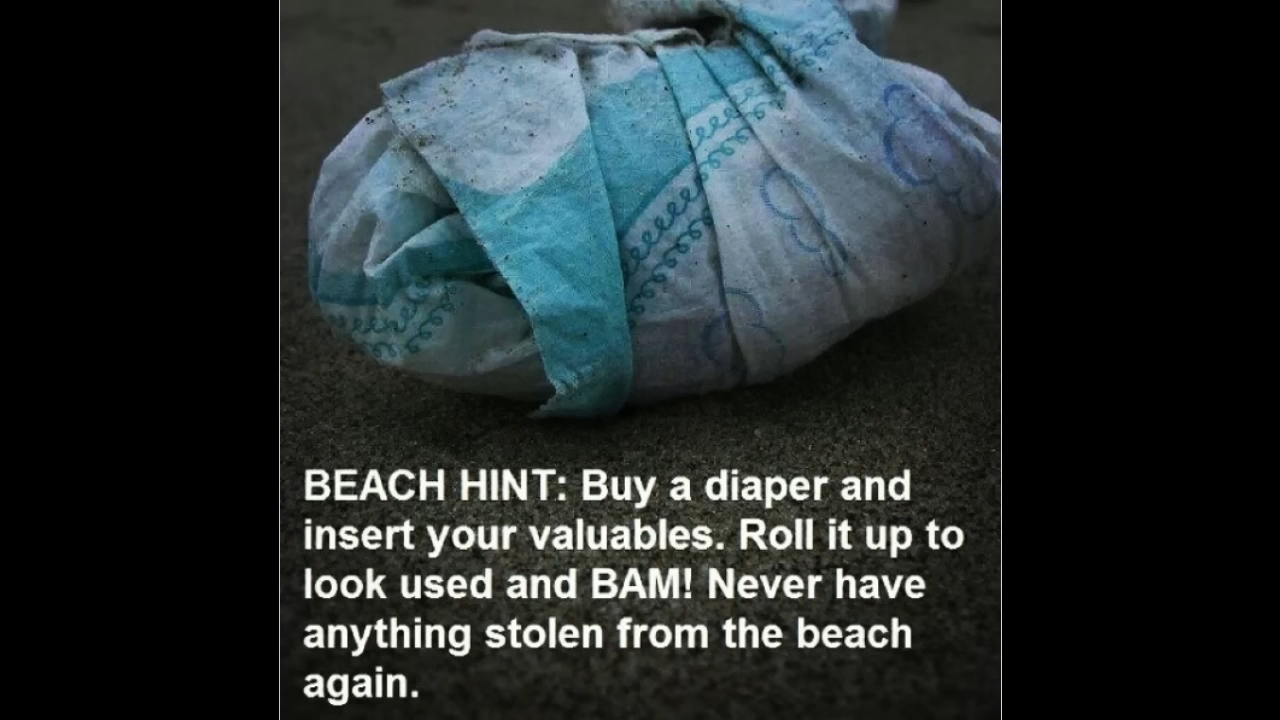 BEACH HINT: Buy a diaper and
insert your valuables. Roll it up to
look used and BAM! Never have
anything stolen from the beach
again.